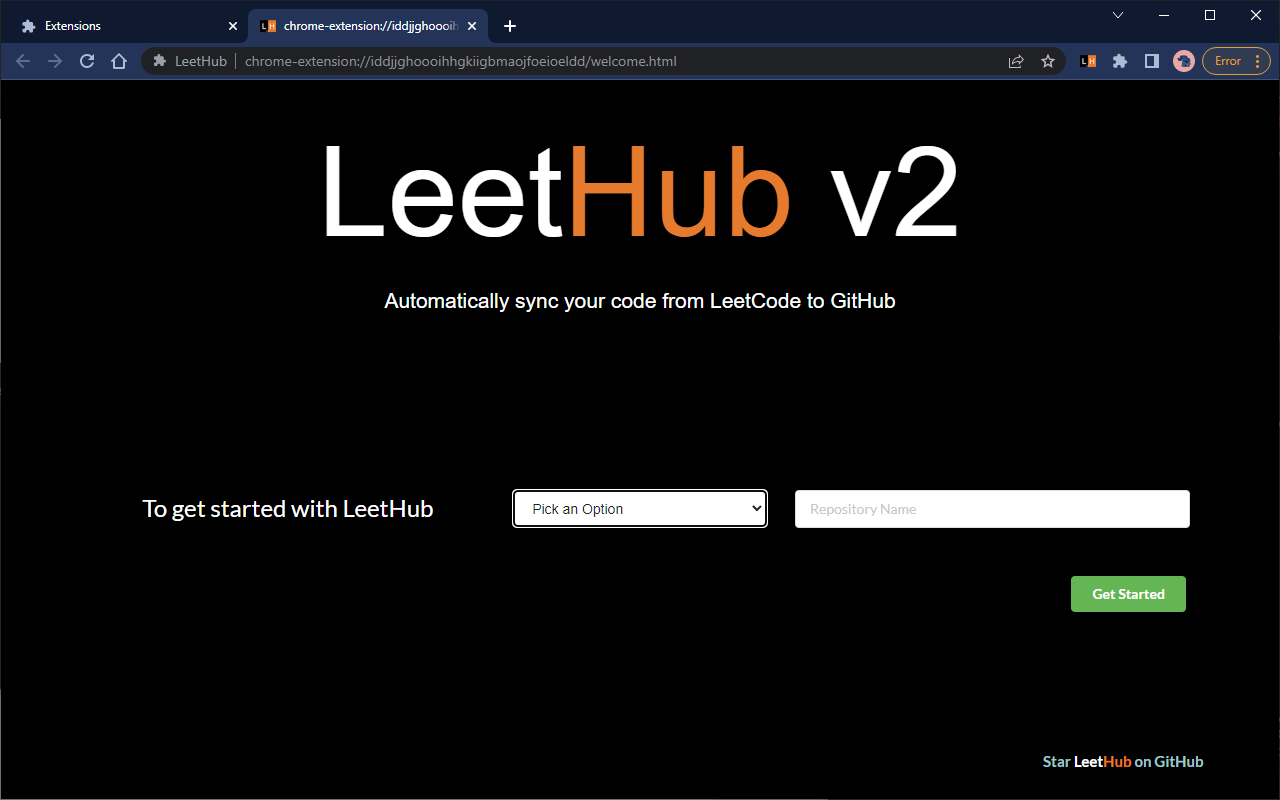 Extensions
chrome-extension://iddjjghoooih
LeetHub
chrome-extension://iddjjghoooihhgkiigbmaojfoeioeldd/welcome.html
LH
Error
LH
LeetHub v2
Automatically sync your code from LeetCode to GitHub
To get started with LeetHub
Pick an Option
Repository Name
Get Started
Star LeetHub on GitHub